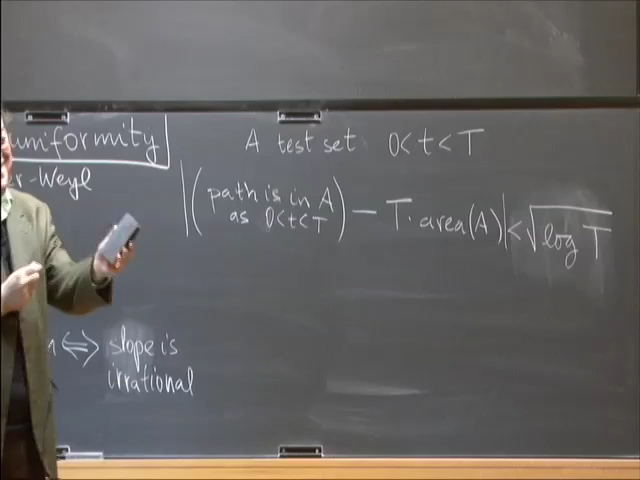 uniformity
r-Weyl
⇔ slope is
irrational
A test set 0<t<T
|(path is in A
as 0<t<T) − T· area(A)| < √log T